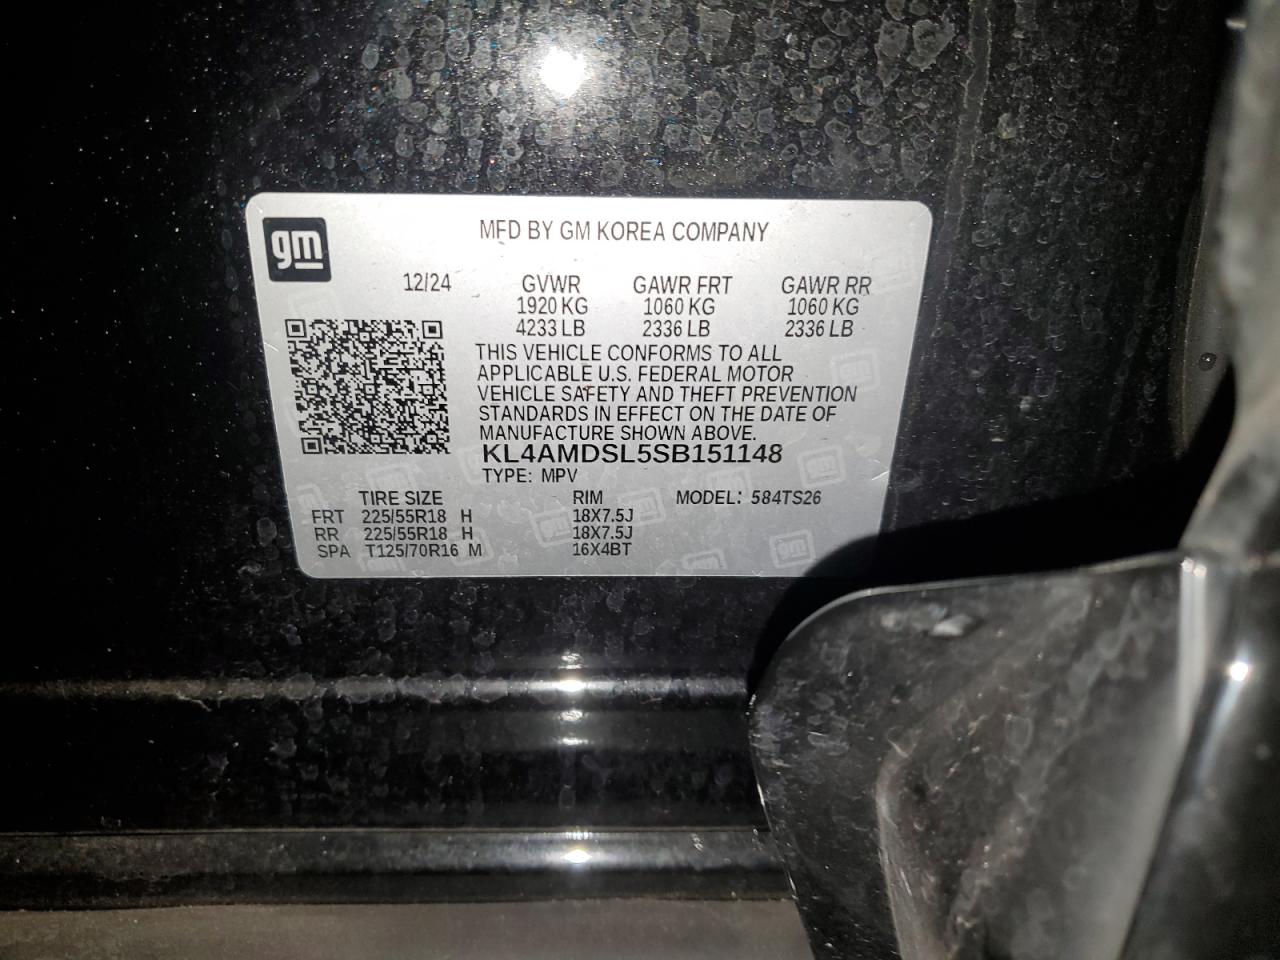 gm
MFD BY GM KOREA COMPANY
12/24 GVWR GAWR FRT GAWR RR
1920 KG 1060 KG 1060 KG
4233 LB 2336 LB 2336 LB
THIS VEHICLE CONFORMS TO ALL
APPLICABLE U.S. FEDERAL MOTOR
VEHICLE SAFETY AND THEFT PREVENTION
STANDARDS IN EFFECT ON THE DATE OF
MANUFACTURE SHOWN ABOVE.
KL4AMDSL5SB151148
TYPE: MPV
TIRE SIZE RIM MODEL: 584TS26
FRT 225/55R18 H 18X7.5J
RR 225/55R18 H 18X7.5J
SPA T125/70R16 M 16X4BT